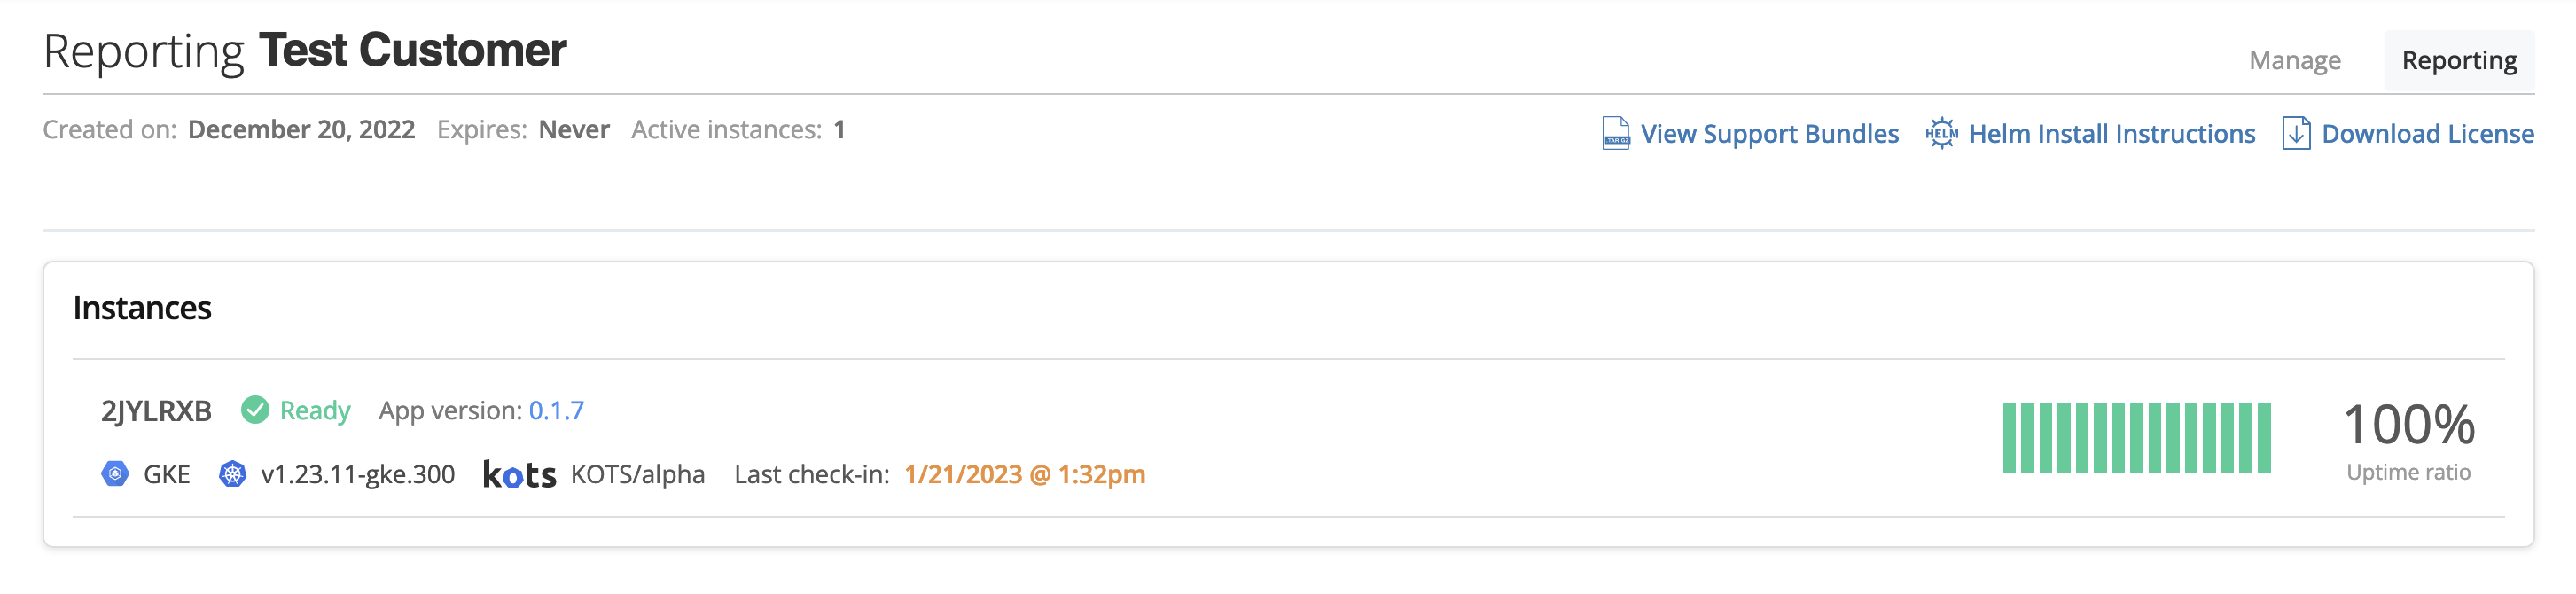 Reporting Test Customer
Manage Reporting
Created on: December 20, 2022 Expires: Never Active instances: 1
TAR.GZ View Support Bundles HELM Helm Install Instructions Download License
Instances
2JYLRXB Ready App version: 0.1.7
GKE v1.23.11-gke.300 kots KOTS/alpha Last check-in: 1/21/2023 @ 1:32pm
100%
Uptime ratio